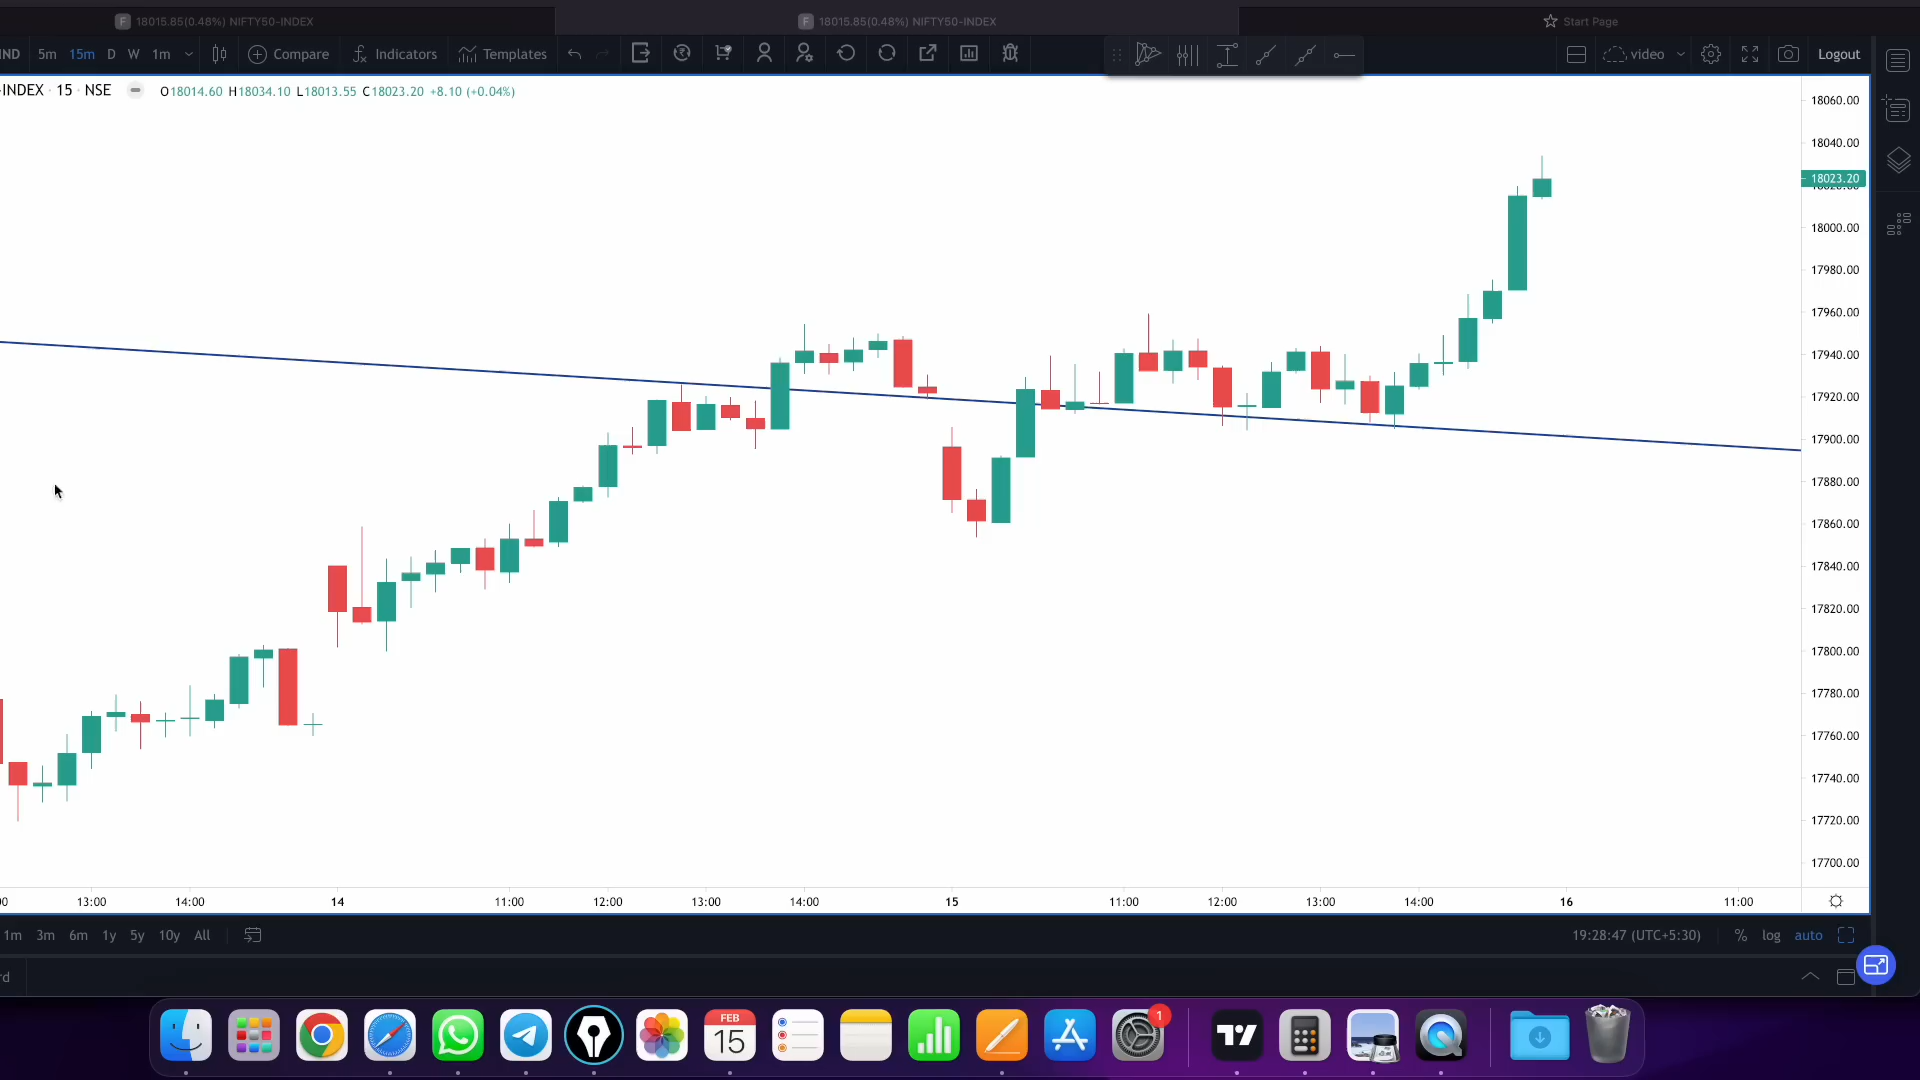 18015.85(0.48%) NIFTY50-INDEX
18015.85(0.48%) NIFTY50-INDEX
Start Page
IND 5m 15m D W 1m Compare Indicators Templates video Logout
-INDEX · 15 · NSE O18014.60 H18034.10 L18013.55 C18023.20 +8.10 (+0.04%)
18060.00
18040.00
18023.20
18000.00
17980.00
17960.00
17940.00
17920.00
17900.00
17880.00
17860.00
17840.00
17820.00
17800.00
17780.00
17760.00
17740.00
17720.00
17700.00
13:00 14:00 14 11:00 12:00 13:00 14:00 15 11:00 12:00 13:00 14:00 16 11:00
1m 3m 6m 1y 5y 10y All 19:28:47 (UTC+5:30) % log auto
rd
FEB
15
1